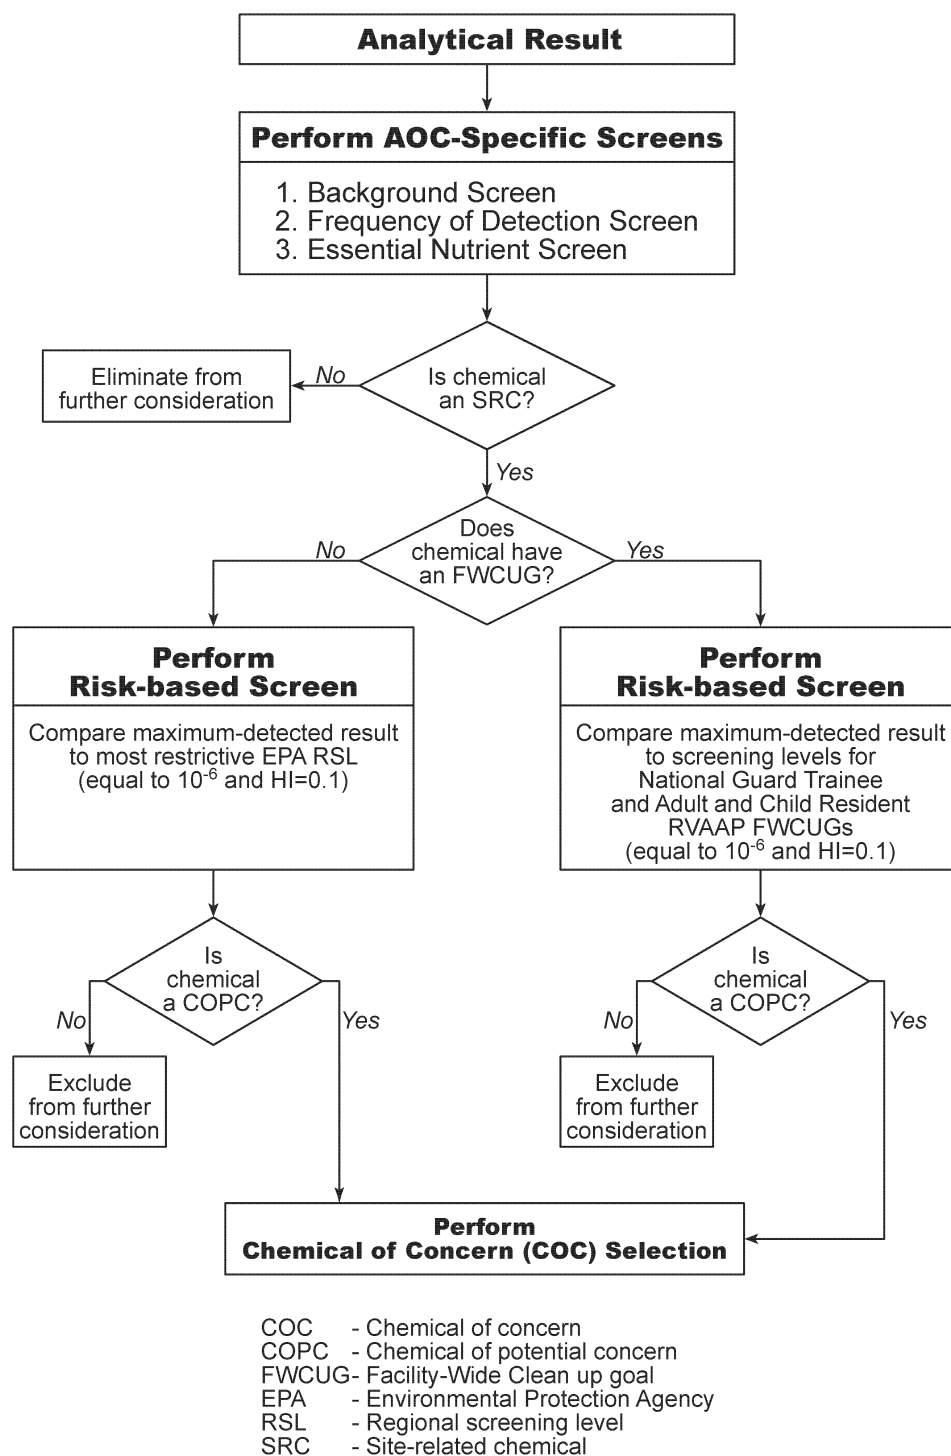 Analytical Result
Perform AOC-Specific Screens
1. Background Screen
2. Frequency of Detection Screen
3. Essential Nutrient Screen
Eliminate from
further consideration
No
Is chemical
an SRC?
Yes
Does
chemical have
an FWCUG?
No
Yes
Perform
Risk-based Screen
Compare maximum-detected result
to most restrictive EPA RSL
(equal to 10-6 and HI=0.1)
Perform
Risk-based Screen
Compare maximum-detected result
to screening levels for
National Guard Trainee
and Adult and Child Resident
RVAAP FWCUGs
(equal to 10-6 and HI=0.1)
Is
chemical
a COPC?
No
Yes
Exclude
from further
consideration
Is
chemical
a COPC?
No
Yes
Exclude
from further
consideration
Perform
Chemical of Concern (COC) Selection
COC - Chemical of concern
COPC - Chemical of potential concern
FWCUG- Facility-Wide Clean up goal
EPA - Environmental Protection Agency
RSL - Regional screening level
SRC - Site-related chemical